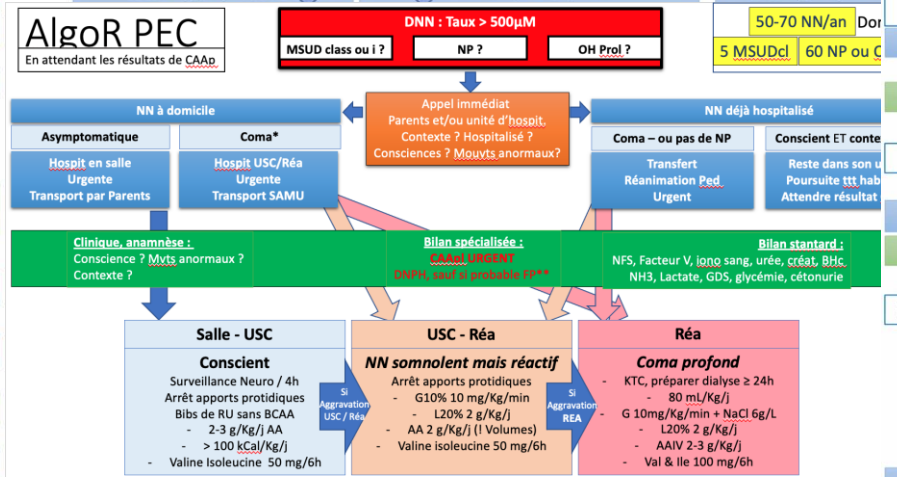 AlgoR PEC
En attendant les résultats de CAAp
DNN : Taux > 500µM
MSUD class ou i ?
NP ?
OH Prol ?
50-70 NN/an
5 MSUDcl
60 NP ou
NN à domicile
Asymptomatique
Coma*
Hospit en salle
Urgente
Transport par Parents
Hospit USC/Réa
Urgente
Transport SAMU
Appel immédiat
Parents et/ou unité d'hospit.
Contexte ? Hospitalisé ?
Consciences ? Mouvts anormaux?
NN déjà hospitalisé
Coma – ou pas de NP
Conscient ET
Transfert
Réanimation Ped
Urgent
Reste dans son
Poursuite ttt
Attendre résultat
Clinique, anamnèse :
Conscience ? Mvts anormaux ?
Contexte ?
Bilan spécialisée :
CAApl URGENT
DNPH, sauf si probable FP**
Bilan stantard :
NFS, Facteur V, iono sang, urée, créat, BHc
NH3, Lactate, GDS, glycémie, cétonurie
Salle - USC
Conscient
Surveillance Neuro / 4h
Arrêt apports protidiques
Bibs de RU sans BCAA
- 2-3 g/Kg/j AA
- > 100 kCal/Kg/j
- Valine Isoleucine 50 mg/6h
Si
Aggravation
USC / Réa
USC - Réa
NN somnolent mais réactif
Arrêt apports protidiques
- G10% 10 mg/Kg/min
- L20% 2 g/Kg/j
- AA 2 g/Kg/j (! Volumes)
Valine isoleucine 50 mg/6h
Si
Aggravation
REA
Réa
Coma profond
- KTC, préparer dialyse ≥ 24h
- 80 mL/Kg/j
- G 10mg/Kg/min + NaCl 6g/L
- L20% 2 g/Kg/j
- AAIV 2-3 g/Kg/j
- Val & Ile 100 mg/6h